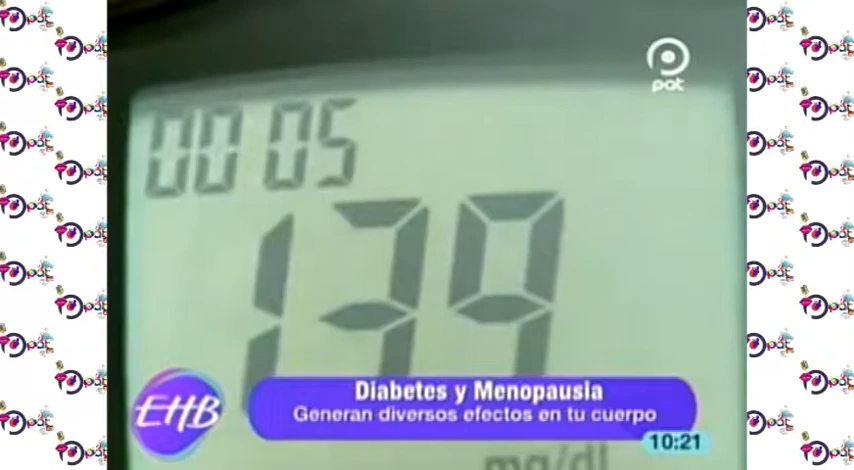 pat
00 05
139
Diabetes y Menopausia
EHB
Generan diversos efectos en tu cuerpo
10:21
mg/dl